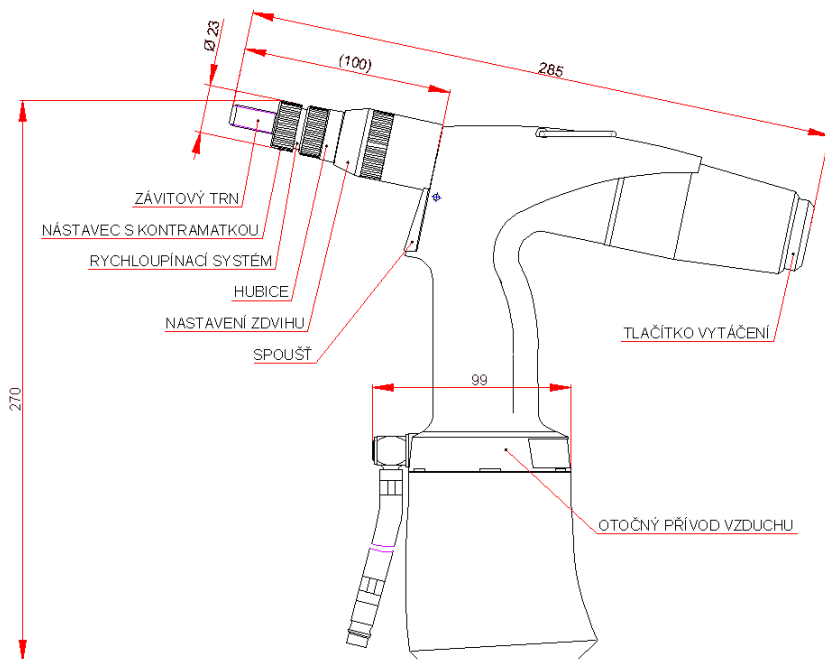 Ø 23
(100)
285
ZÁVITOVÝ TRN
NÁSTAVEC S KONTRAMATKOU
RYCHLOUPÍNACÍ SYSTÉM
HUBICE
NASTAVENÍ ZDVIHU
SPOUŠŤ
TLAČÍTKO VYTÁČENÍ
99
270
OTOČNÝ PŘÍVOD VZDUCHU